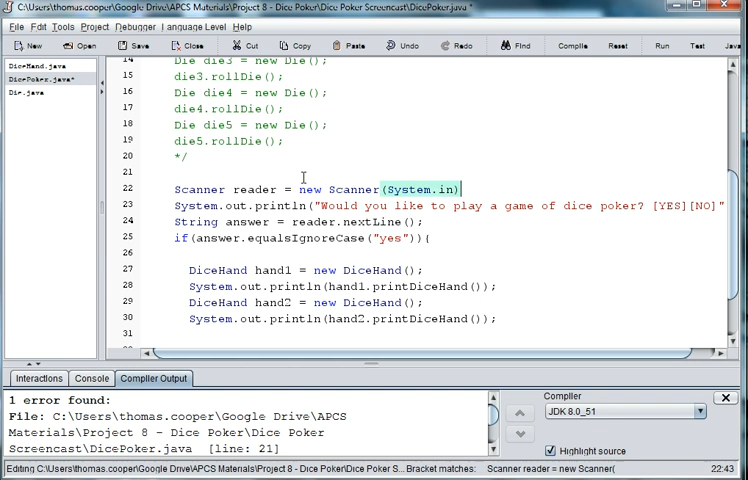 C:\Users\thomas.cooper\Google Drive\APCS Materials\Project 8 - Dice Poker\Dice Poker Screencast\DicePoker.java *
File Edit Tools Project Debugger Language Level Help
New Open Save Close Cut Copy Paste Undo Redo Find Compile Reset Run Test Java
DiceHand.java
DicePoker.java*
Die.java
14 Die die3 = new Die();
15 die3.rollDie();
16 Die die4 = new Die();
17 die4.rollDie();
18 Die die5 = new Die();
19 die5.rollDie();
20 */
21
22 Scanner reader = new Scanner(System.in)
23 System.out.println("Would you like to play a game of dice poker? [YES][NO]"
24 String answer = reader.nextLine();
25 if(answer.equalsIgnoreCase("yes")){
26
27 DiceHand hand1 = new DiceHand();
28 System.out.println(hand1.printDiceHand());
29 DiceHand hand2 = new DiceHand();
30 System.out.println(hand2.printDiceHand());
31
Interactions Console Compiler Output
1 error found:
File: C:\Users\thomas.cooper\Google Drive\APCS
Materials\Project 8 - Dice Poker\Dice Poker
Screencast\DicePoker.java [line: 21]
Compiler
JDK 8.0_51
Highlight source
Editing C:\Users\thomas.cooper\Google Drive\APCS Materials\Project 8 - Dice Poker\Dice Poker S... Bracket matches: Scanner reader = new Scanner( 22:43